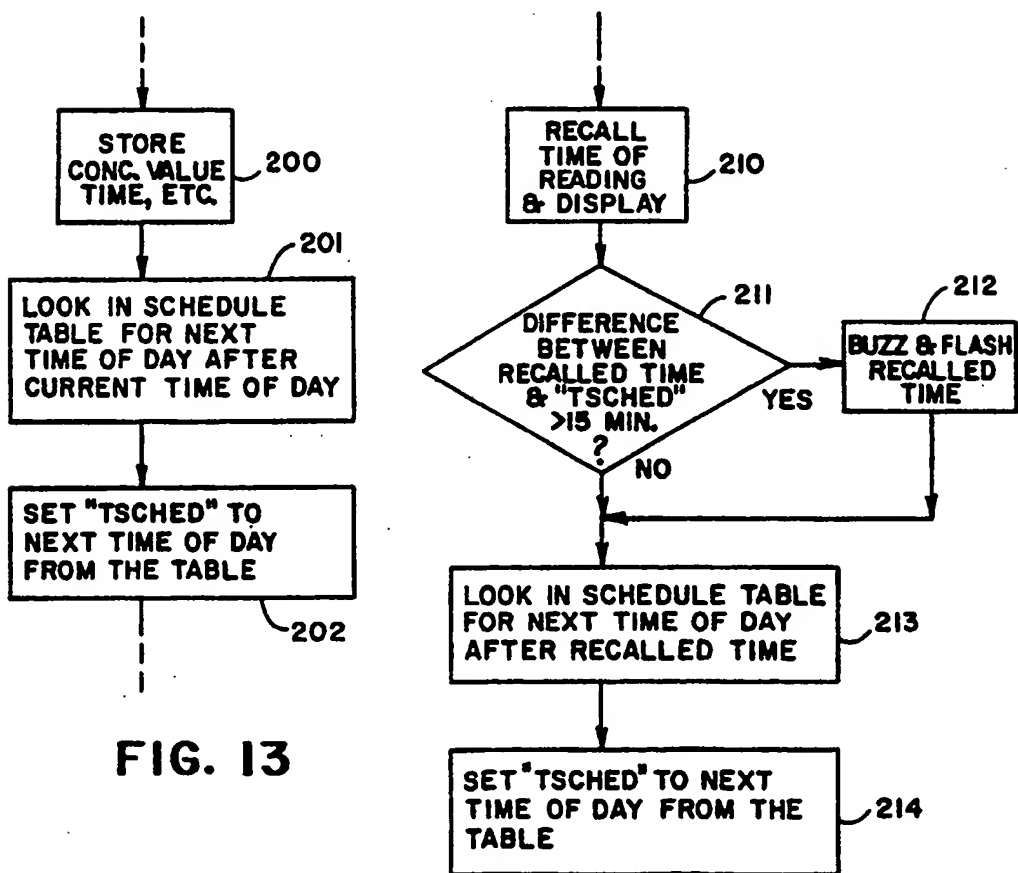 STORE
CONC. VALUE
TIME, ETC.
200
201
LOOK IN SCHEDULE
TABLE FOR NEXT
TIME OF DAY AFTER
CURRENT TIME OF DAY
SET "TSCHED" TO
NEXT TIME OF DAY
FROM THE TABLE
202
FIG. 13
RECALL
TIME OF
READING
& DISPLAY
210
211
DIFFERENCE
BETWEEN
RECALLED TIME
& "TSCHED"
>15 MIN.
?
YES
NO
212
BUZZ & FLASH
RECALLED
TIME
LOOK IN SCHEDULE TABLE
FOR NEXT TIME OF DAY
AFTER RECALLED TIME
213
SET "TSCHED" TO NEXT
TIME OF DAY FROM THE
TABLE
214